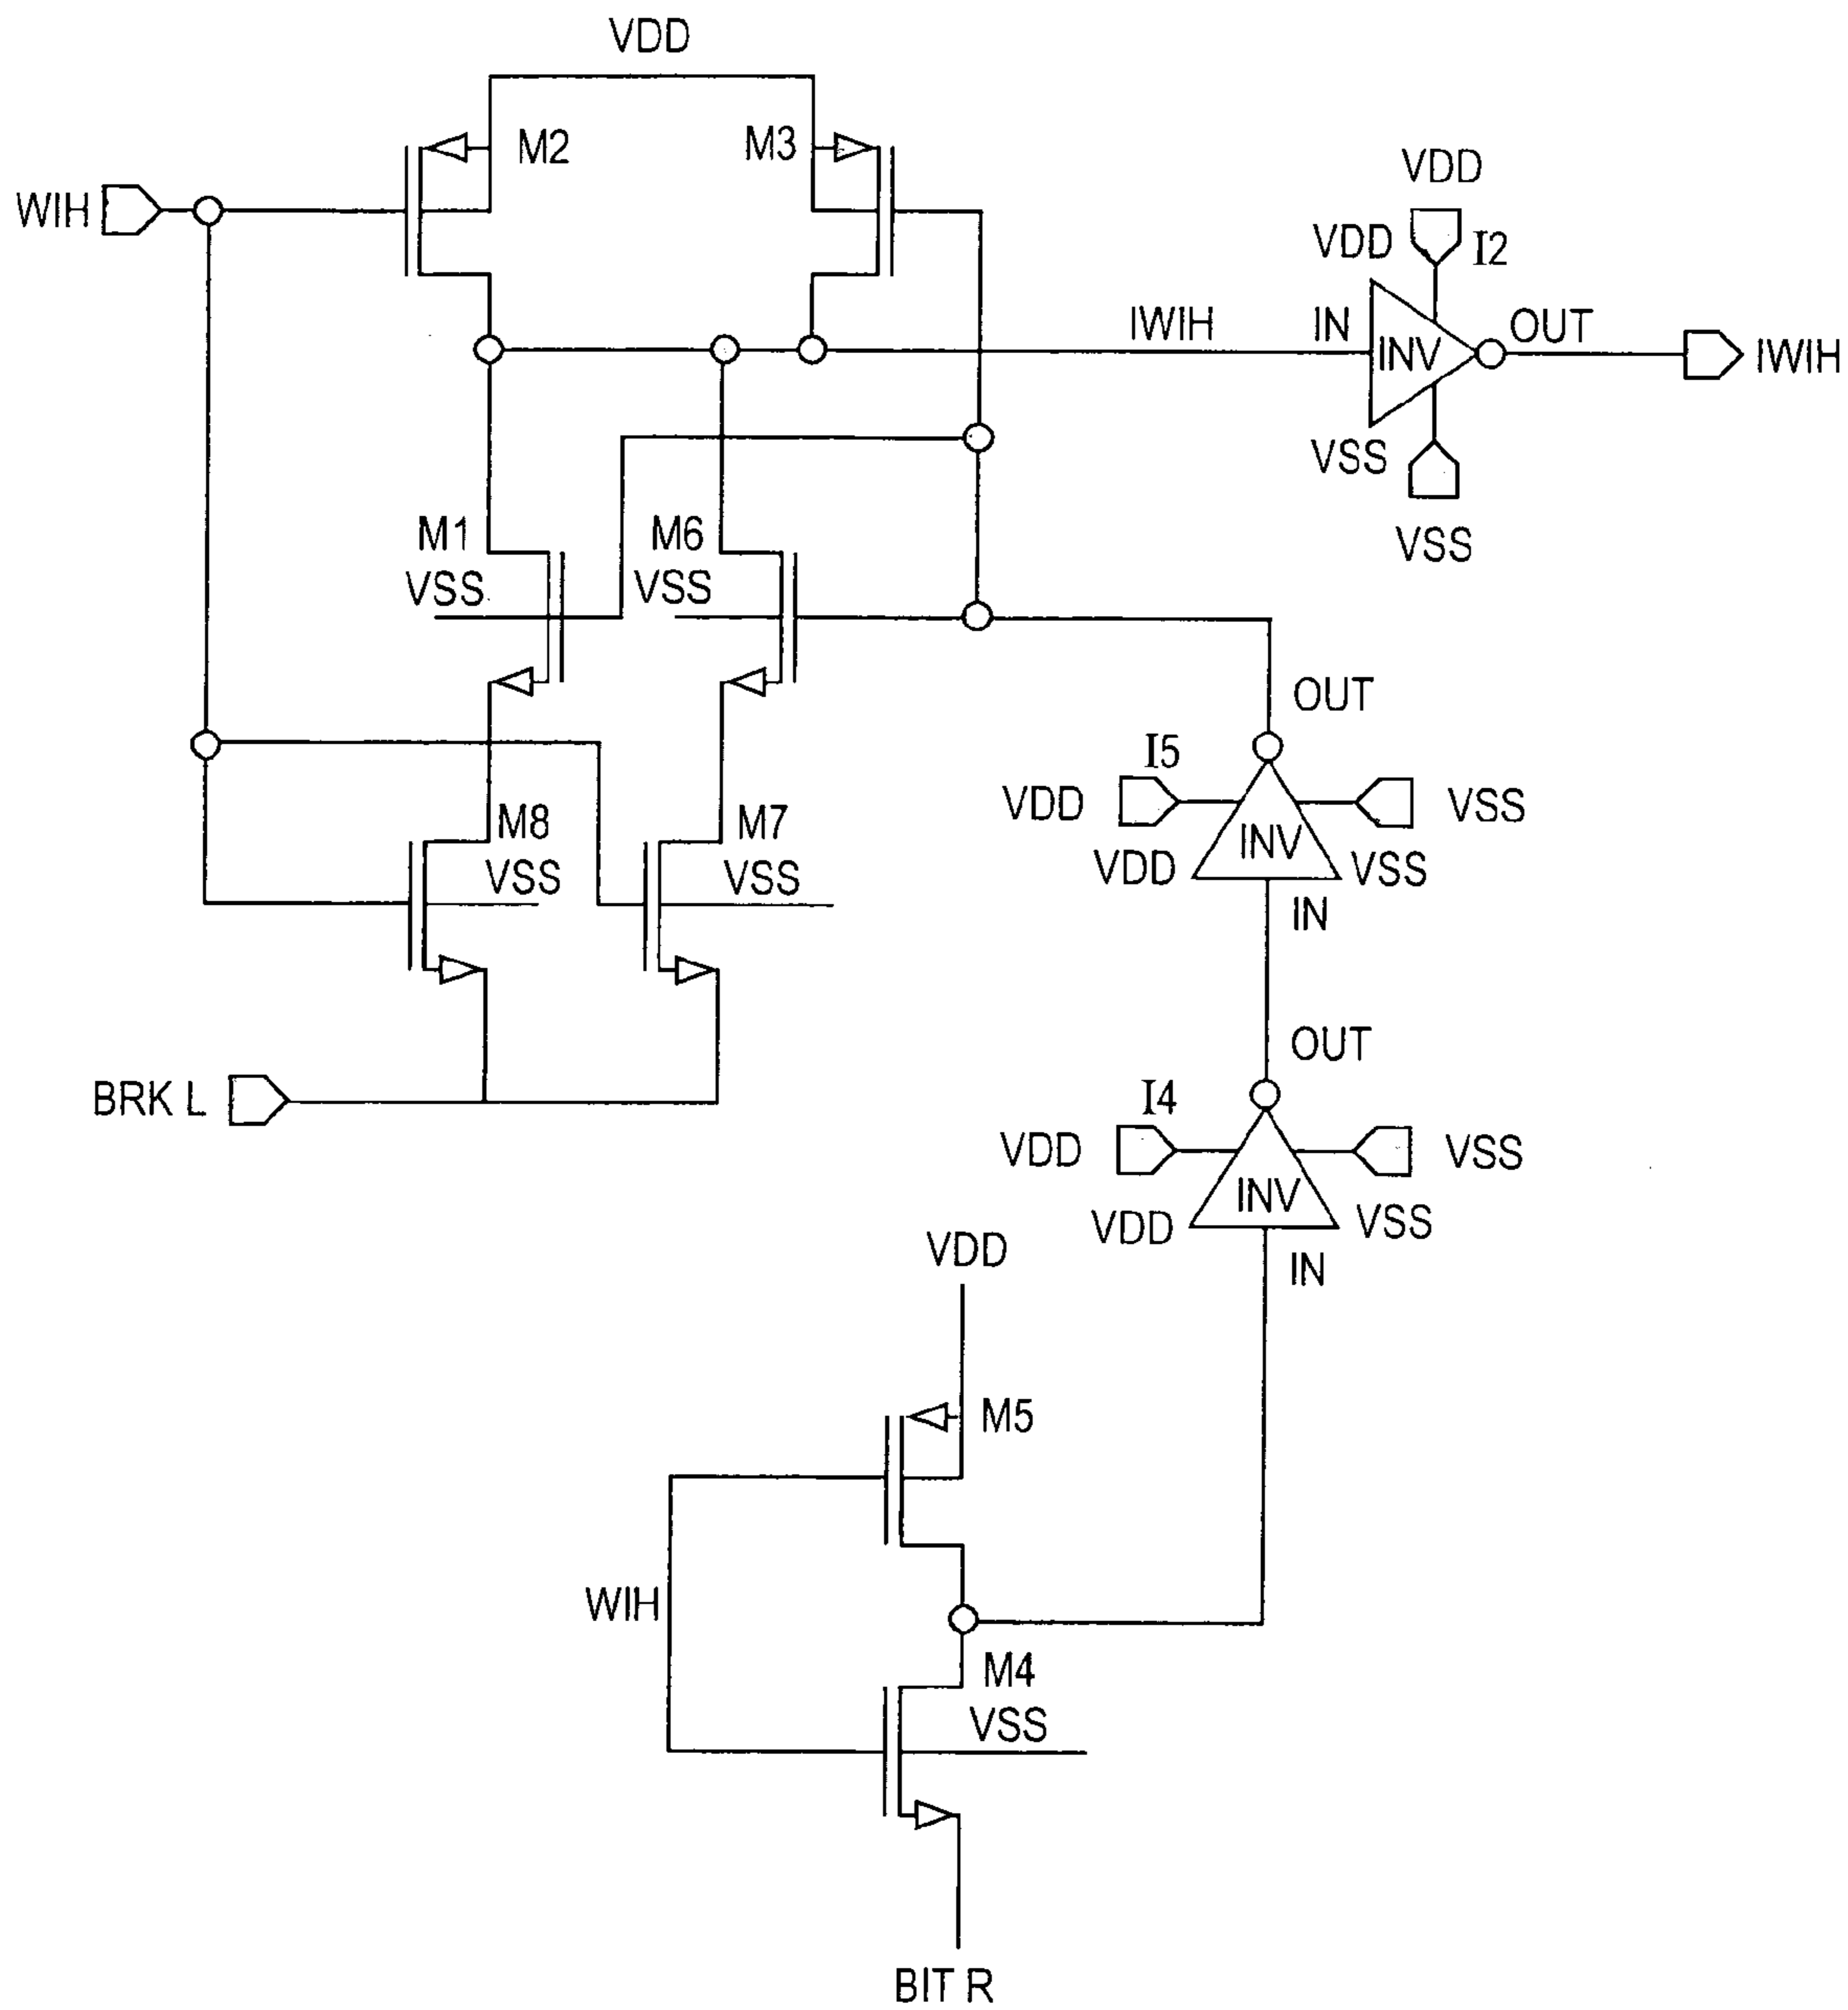 VDD
M2
M3
WIH
VDD
VDD
I2
IWIH
IN
INV
OUT
IWIH
VSS
VSS
M1
VSS
M6
VSS
OUT
I5
VDD
VSS
INV
VDD
VSS
IN
M8
VSS
M7
VSS
BRK L
OUT
I4
VDD
VSS
INV
VDD
VSS
IN
VDD
M5
WIH
M4
VSS
BIT R